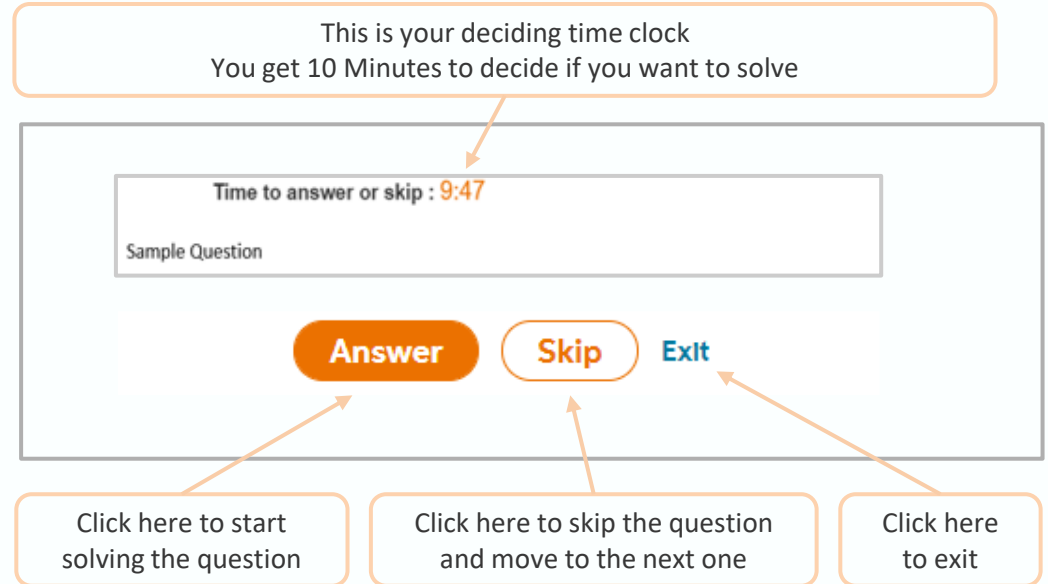 This is your deciding time clock
You get 10 Minutes to decide if you want to solve
Time to answer or skip : 9:47
Sample Question
Answer
Skip
Exit
Click here to start
solving the question
Click here to skip the question
and move to the next one
Click here
to exit